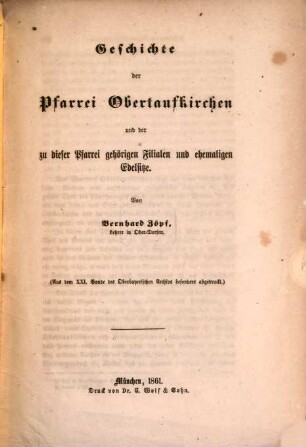 Geschichte
der
Pfarrei Obertaufkirchen
und der
zu dieser Pfarrei gehörigen Filialen und ehemaligen
Edelsitze.
Von
Bernhard Zöpf,
Lehrer in Ober-Dorfen.
(Aus dem XXI. Bande des Oberbayerischen Archivs besonders abgedruckt.)
München, 1861.
Druck von Dr. C. Wolf & Sohn.